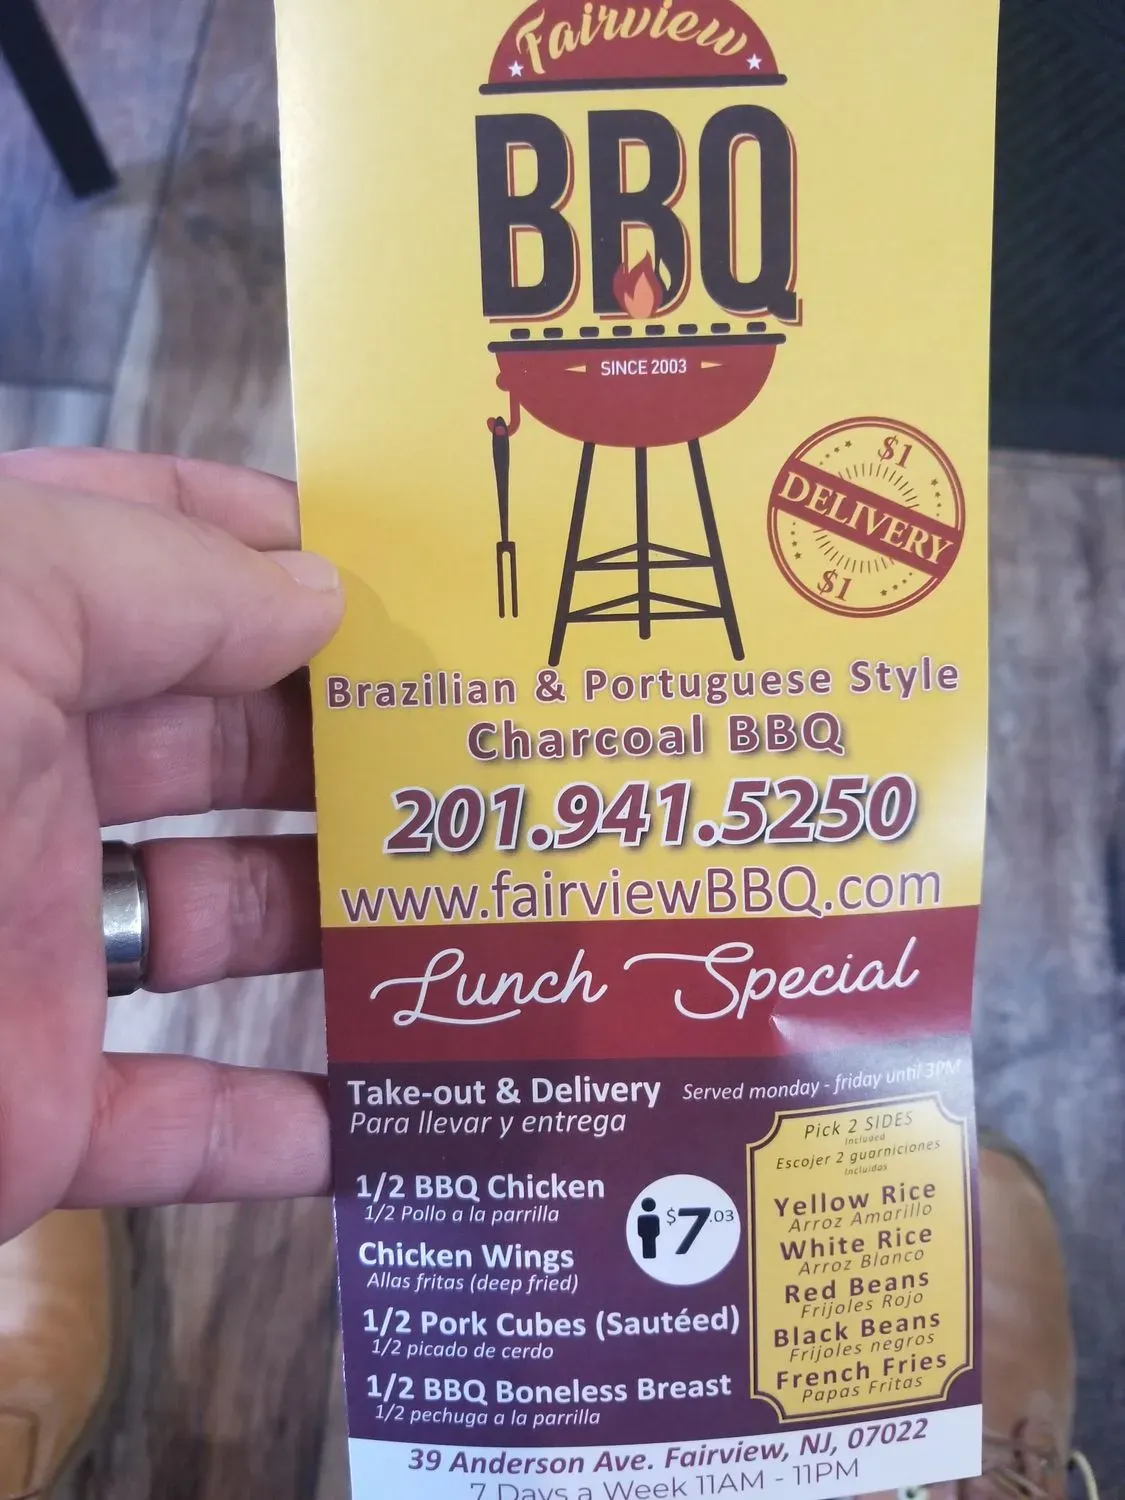 Fairview
BBQ
SINCE 2003
$1
DELIVERY
$1
Brazilian & Portuguese Style
Charcoal BBQ
201.941.5250
www.fairviewBBQ.com
Lunch Special
Take-out & Delivery
Para llevar y entrega
Served monday - friday until 3PM
1/2 BBQ Chicken
1/2 Pollo a la parrilla
Chicken Wings
Allas fritas (deep fried)
1/2 Pork Cubes (Sautéed)
1/2 picado de cerdo
1/2 BBQ Boneless Breast
1/2 pechuga a la parrilla
$7.03
Pick 2 SIDES
Included
Escojer 2 guarniciones
Incluidas
Yellow Rice
Arroz Amarillo
White Rice
Arroz Blanco
Red Beans
Frijoles Rojo
Black Beans
Frijoles negros
French Fries
Papas Fritas
39 Anderson Ave. Fairview, NJ, 07022
7 Days a Week 11AM - 11PM